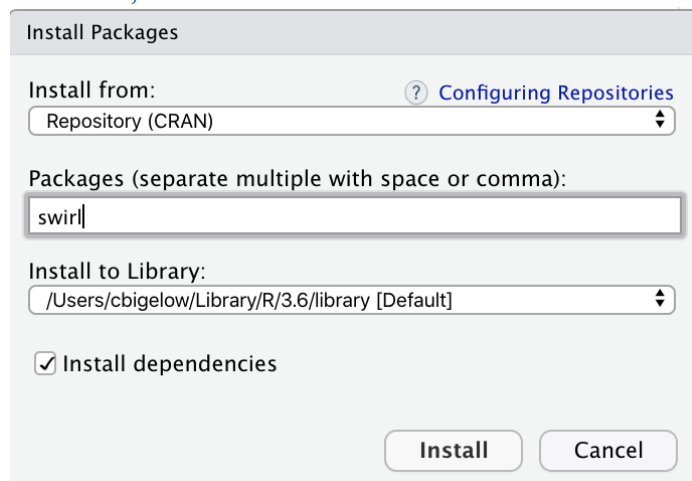 Install Packages
Install from:
? Configuring Repositories
Repository (CRAN)
Packages (separate multiple with space or comma):
swirl
Install to Library:
/Users/cbigelow/Library/R/3.6/library [Default]
Install dependencies
Install Cancel